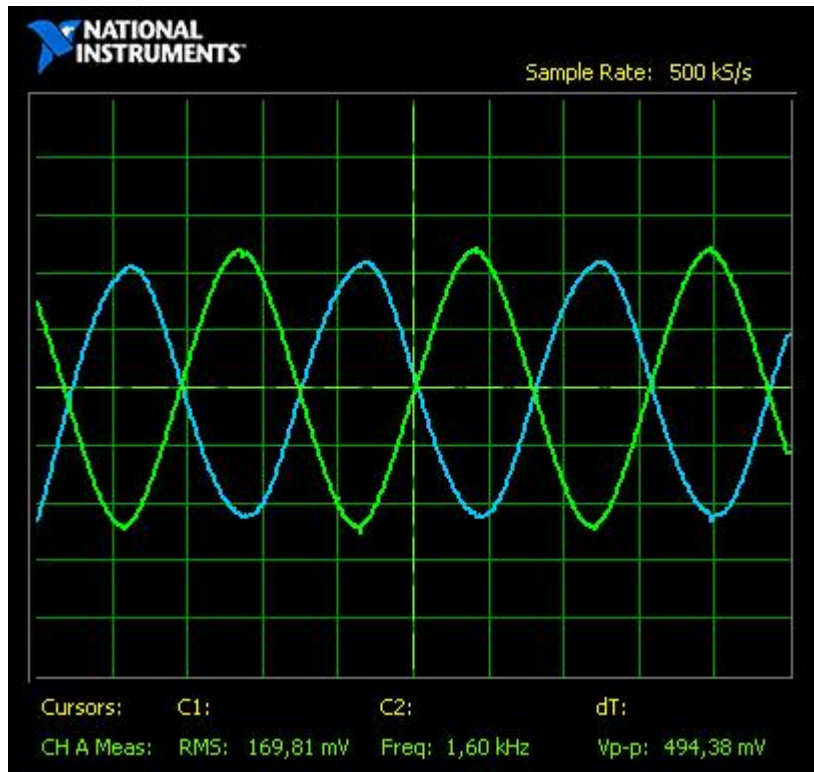 NATIONAL
INSTRUMENTS
Sample Rate: 500 kS/s
Cursors: C1: C2: dT:
CH A Meas: RMS: 169,81 mV Freq: 1,60 kHz Vp-p: 494,38 mV